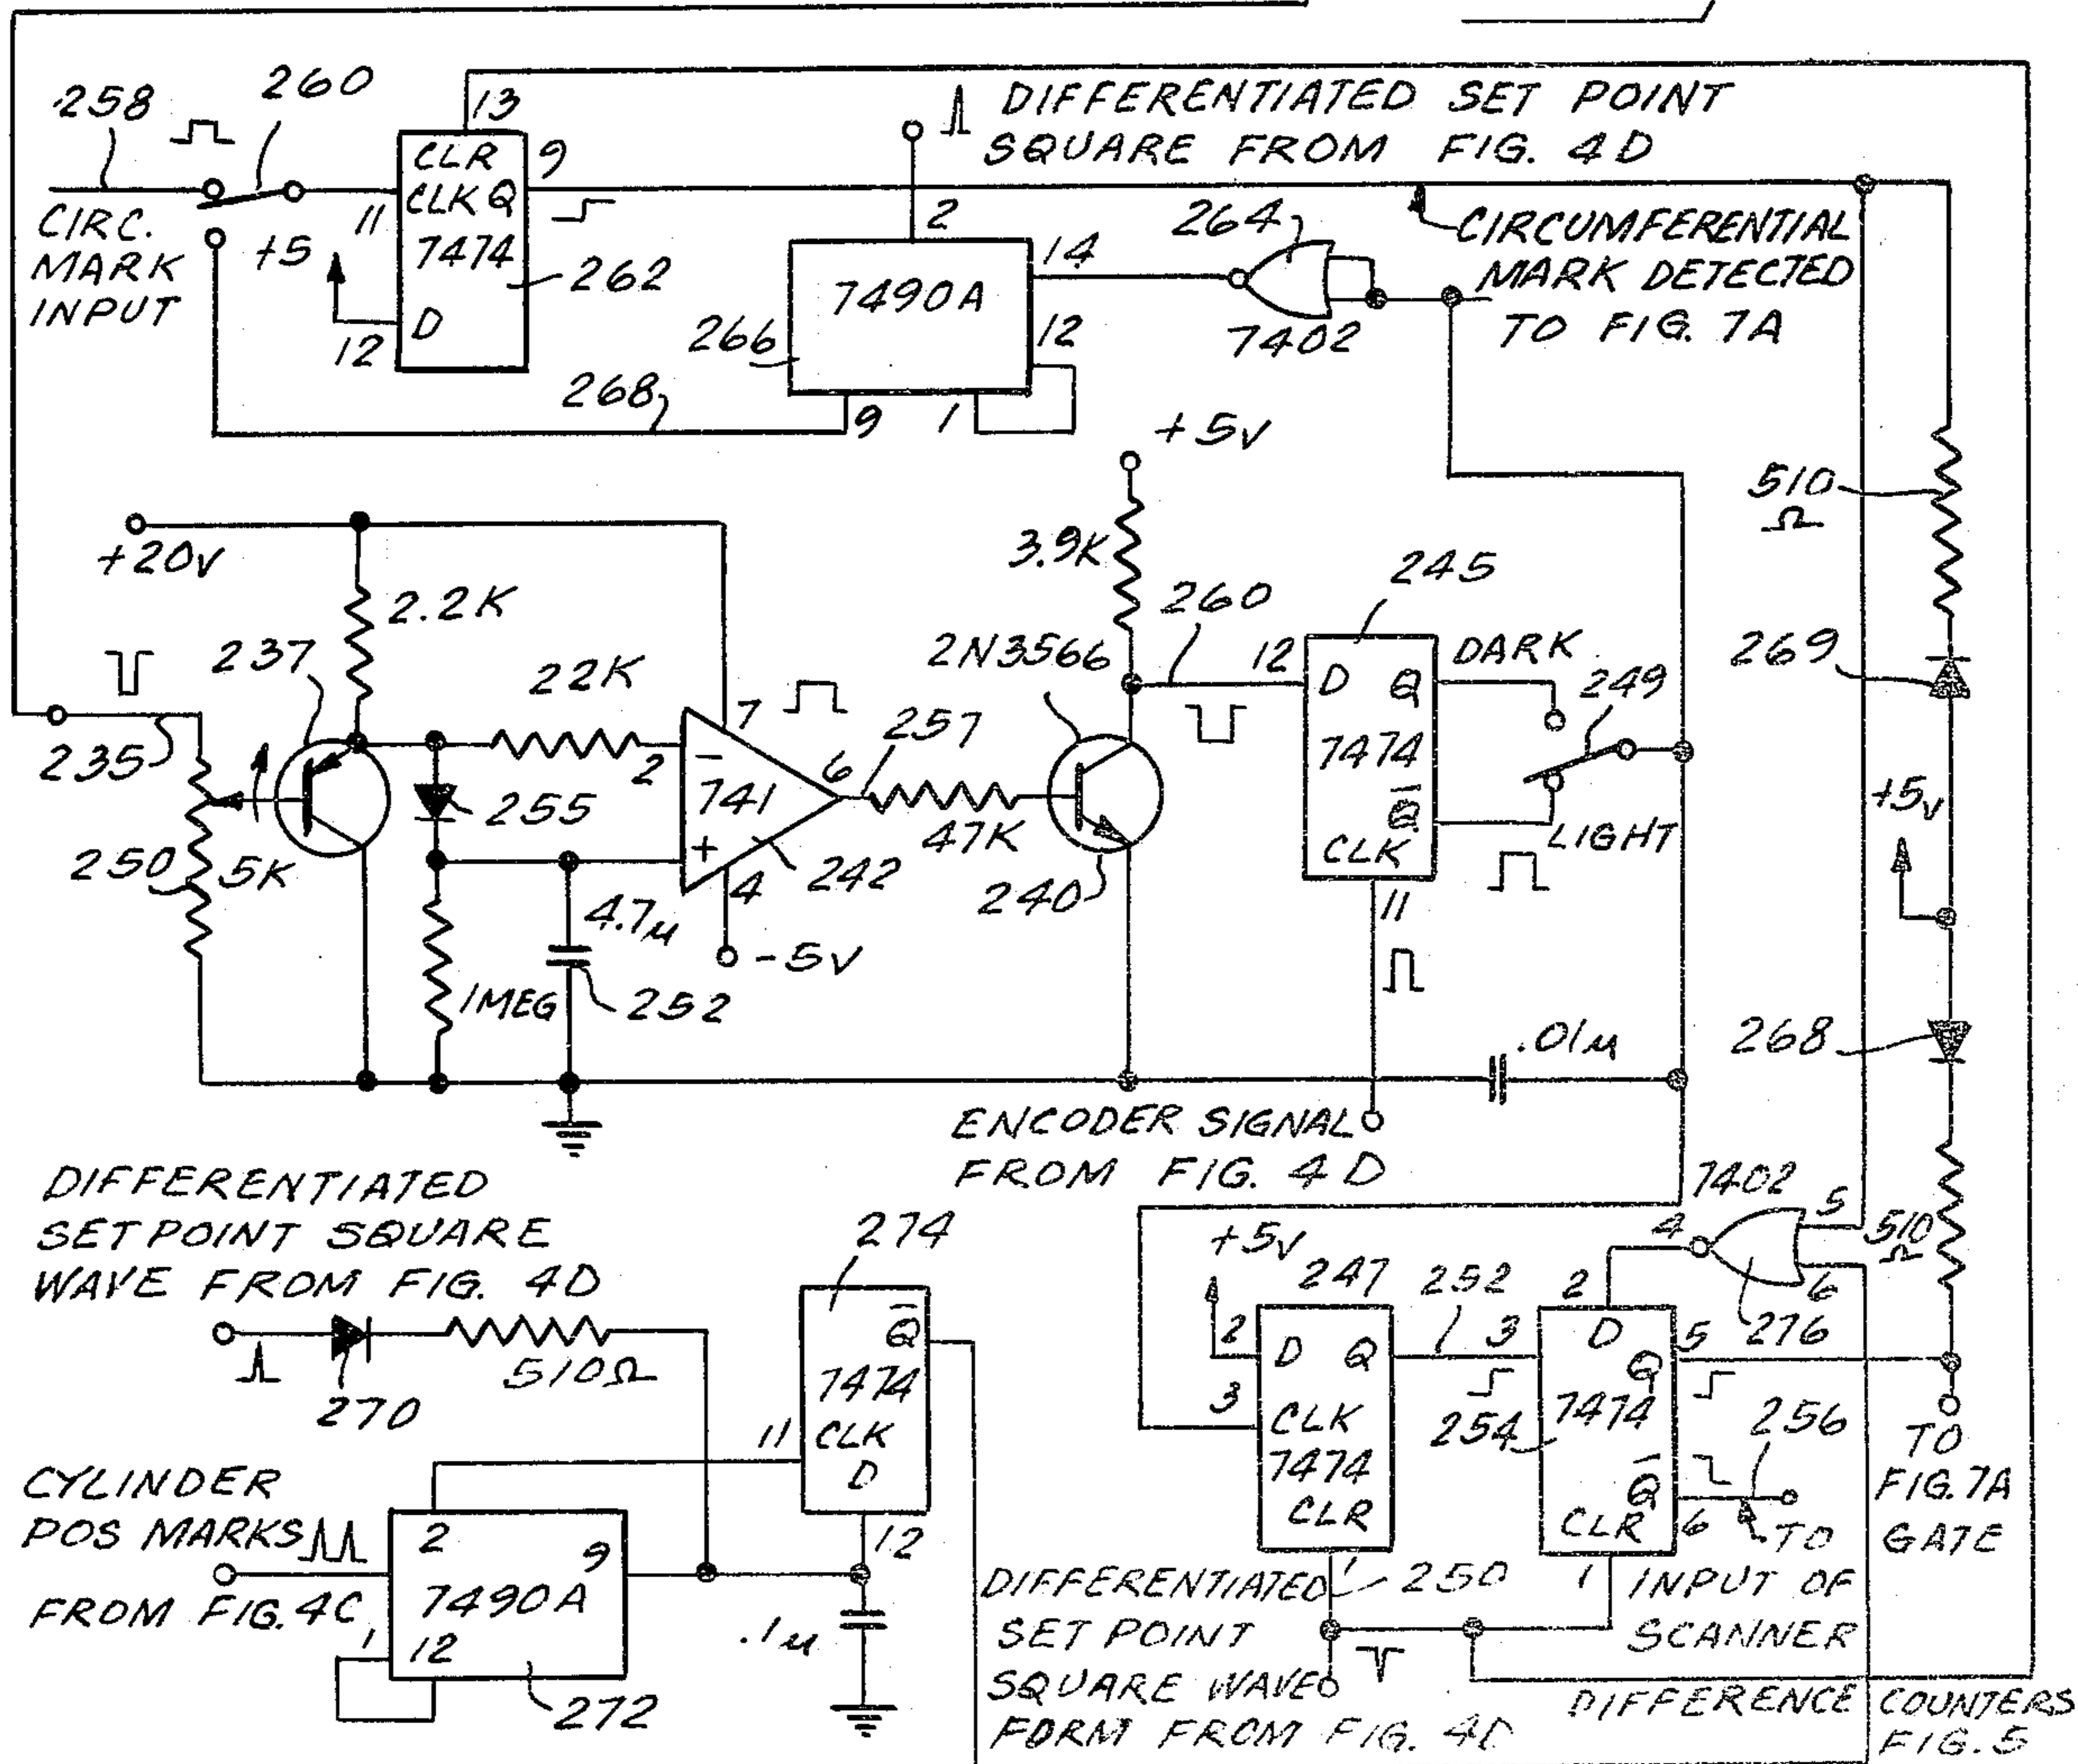 258
260
13
DIFFERENTIATED SET POINT
SQUARE FROM FIG. 4D
CLR
9
CLK Q
11
7474
CIRC.
MARK
INPUT
+5
262
D
12
2
14
7490A
266
12
268
9
1
264
7402
CIRCUMFERENTIAL
MARK DETECTED
TO FIG. 7A
+5V
510
Ω
+20V
2.2K
3.9K
245
237
22K
2N3566
260
12
D Q
DARK
249
269
235
7
2
−
741
6
257
7474
255
+
47K
Q
CLK
LIGHT
+5V
250
5K
242
4
240
11
4.7μ
-5V
1MEG
252
.01μ
268
ENCODER SIGNAL
FROM FIG. 4D
DIFFERENTIATED
SET POINT SQUARE
WAVE FROM FIG. 4D
274
7402
5
4
510
Ω
6
276
+5V
247
252
3
2
D
5
2
D Q
Q
Q
510Ω
7474
270
11
CLK
D
3
CLK
7474
CLR
254
7474
256
Q
6
CLR
TO
FIG. 7A
GATE
CYLINDER
POS MARKS
FROM FIG. 4C
2
9
7490A
1
12
272
12
.1μ
1
250
1
TO
INPUT OF
SCANNER
DIFFERENTIATED
SET POINT
SQUARE WAVE
FORM FROM FIG. 4D
DIFFERENCE COUNTERS
FIG. 5